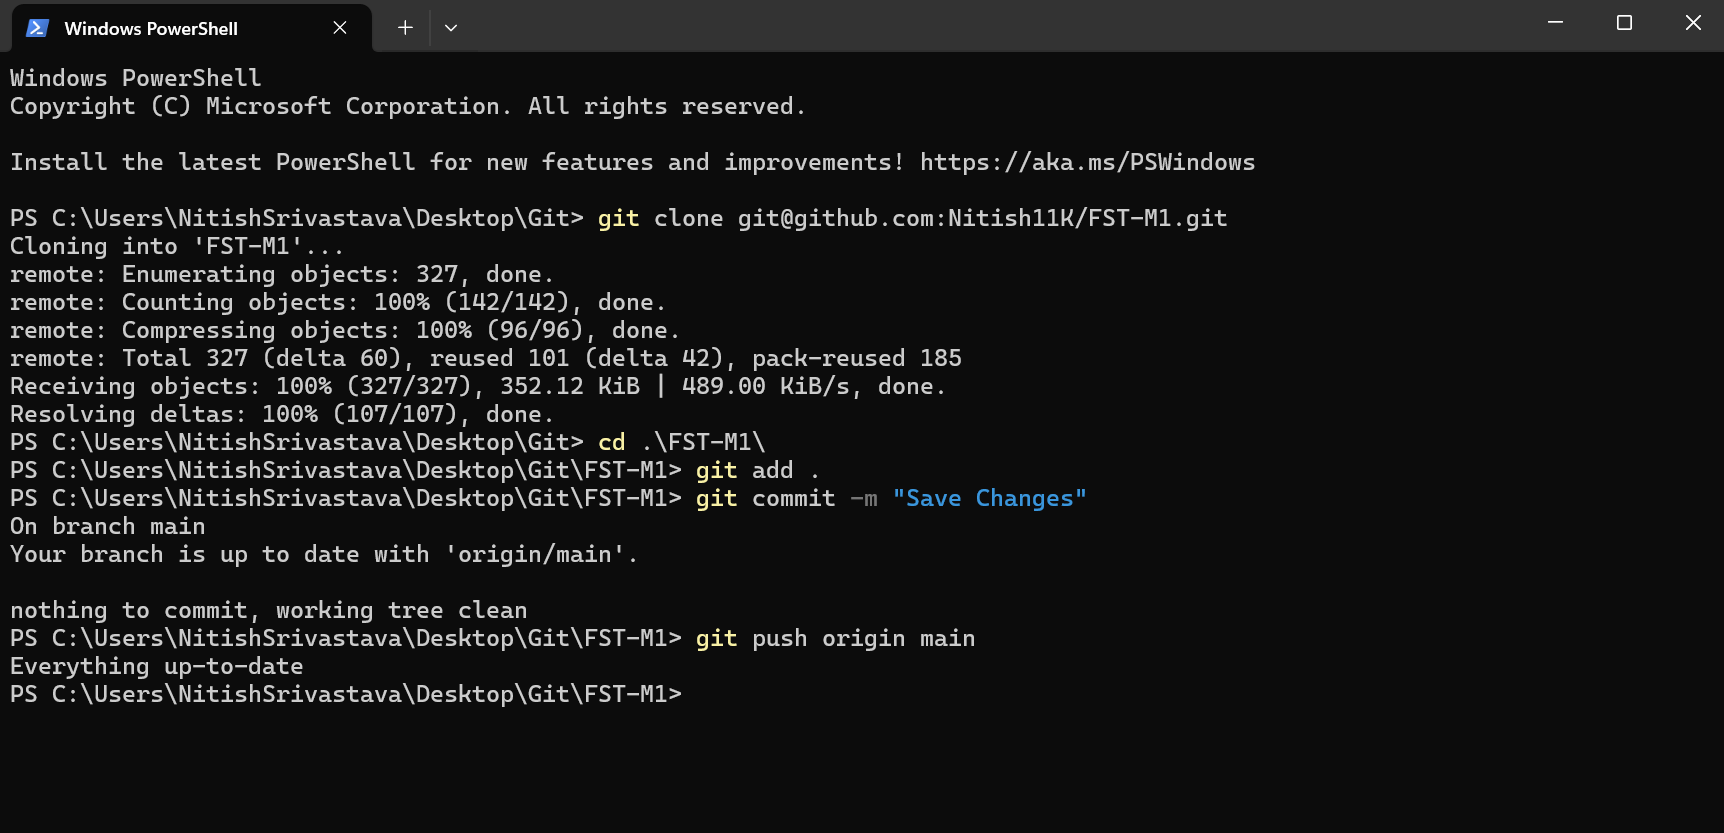 Windows PowerShell
Windows PowerShell
Copyright (C) Microsoft Corporation. All rights reserved.
Install the latest PowerShell for new features and improvements! https://aka.ms/PSWindows
PS C:\Users\NitishSrivastava\Desktop\Git> git clone git@github.com:Nitish11K/FST-M1.git
Cloning into 'FST-M1'...
remote: Enumerating objects: 327, done.
remote: Counting objects: 100% (142/142), done.
remote: Compressing objects: 100% (96/96), done.
remote: Total 327 (delta 60), reused 101 (delta 42), pack-reused 185
Receiving objects: 100% (327/327), 352.12 KiB | 489.00 KiB/s, done.
Resolving deltas: 100% (107/107), done.
PS C:\Users\NitishSrivastava\Desktop\Git> cd .\FST-M1\
PS C:\Users\NitishSrivastava\Desktop\Git\FST-M1> git add .
PS C:\Users\NitishSrivastava\Desktop\Git\FST-M1> git commit -m "Save Changes"
On branch main
Your branch is up to date with 'origin/main'.
nothing to commit, working tree clean
PS C:\Users\NitishSrivastava\Desktop\Git\FST-M1> git push origin main
Everything up-to-date
PS C:\Users\NitishSrivastava\Desktop\Git\FST-M1>